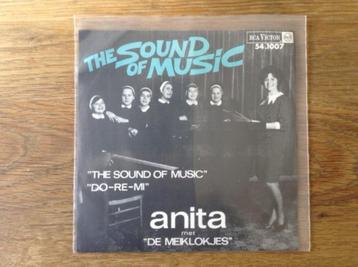 THE SOUND
OF MUSIC
RCA VICTOR
54.1007
"THE SOUND OF MUSIC"
"DO-RE-MI"
anita
met
"DE MEIKLOKJES"